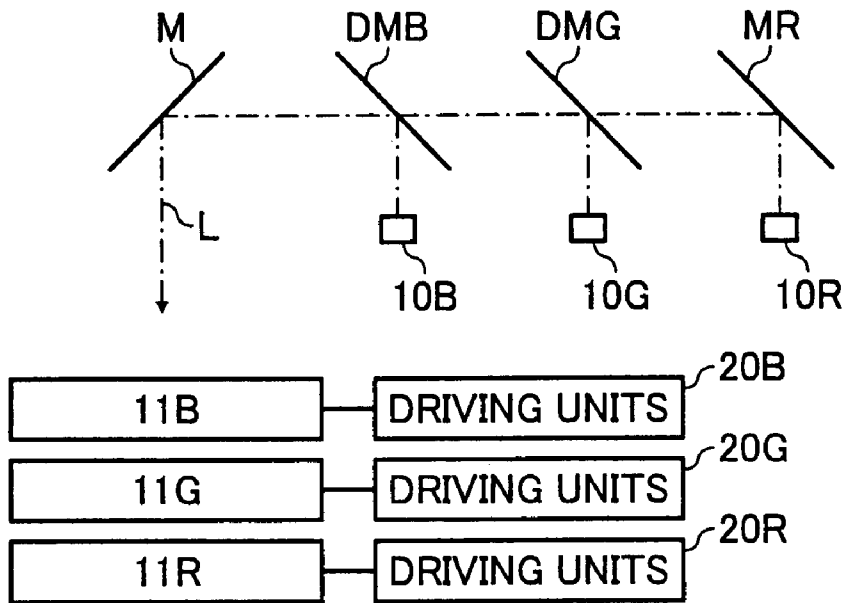 M DMB DMG MR
L
10B 10G 10R
20B
11B DRIVING UNITS
20G
11G DRIVING UNITS
20R
11R DRIVING UNITS